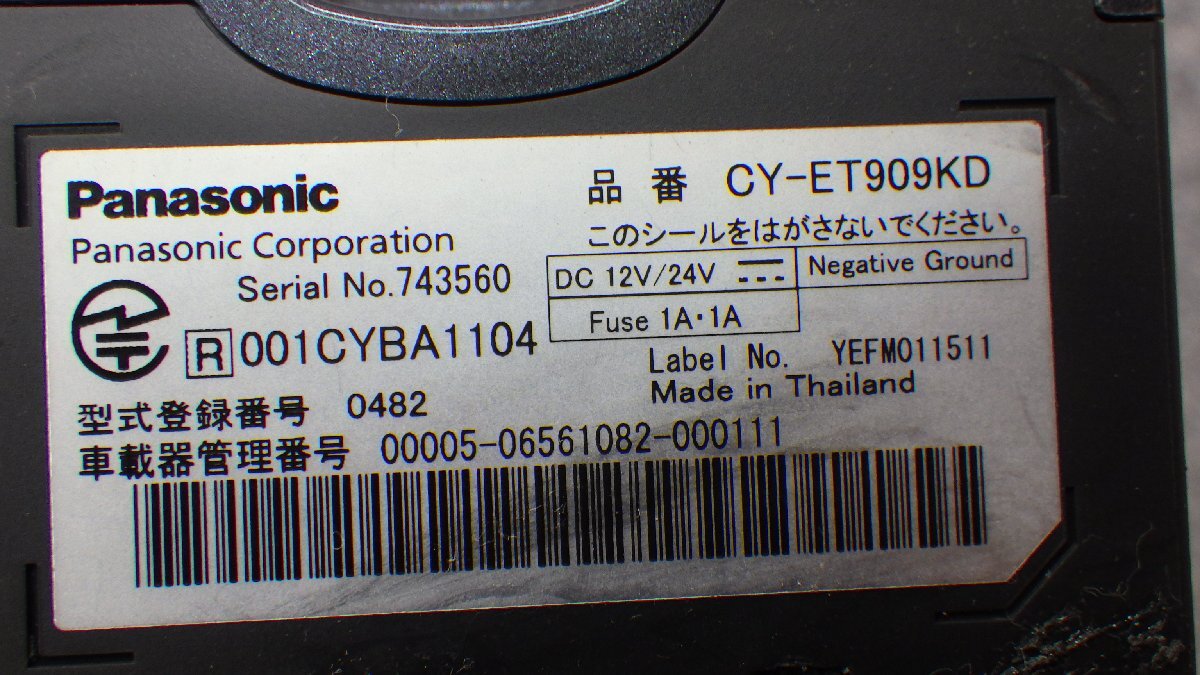 Panasonic
品番 CY-ET909KD
Panasonic Corporation
このシールをはがさないでください。
Serial No.743560
DC 12V/24V
Negative Ground
Fuse 1A・1A
R 001CYBA1104
Label No. YEFM011511
Made in Thailand
型式登録番号 0482
車載器管理番号 00005-06561082-000111